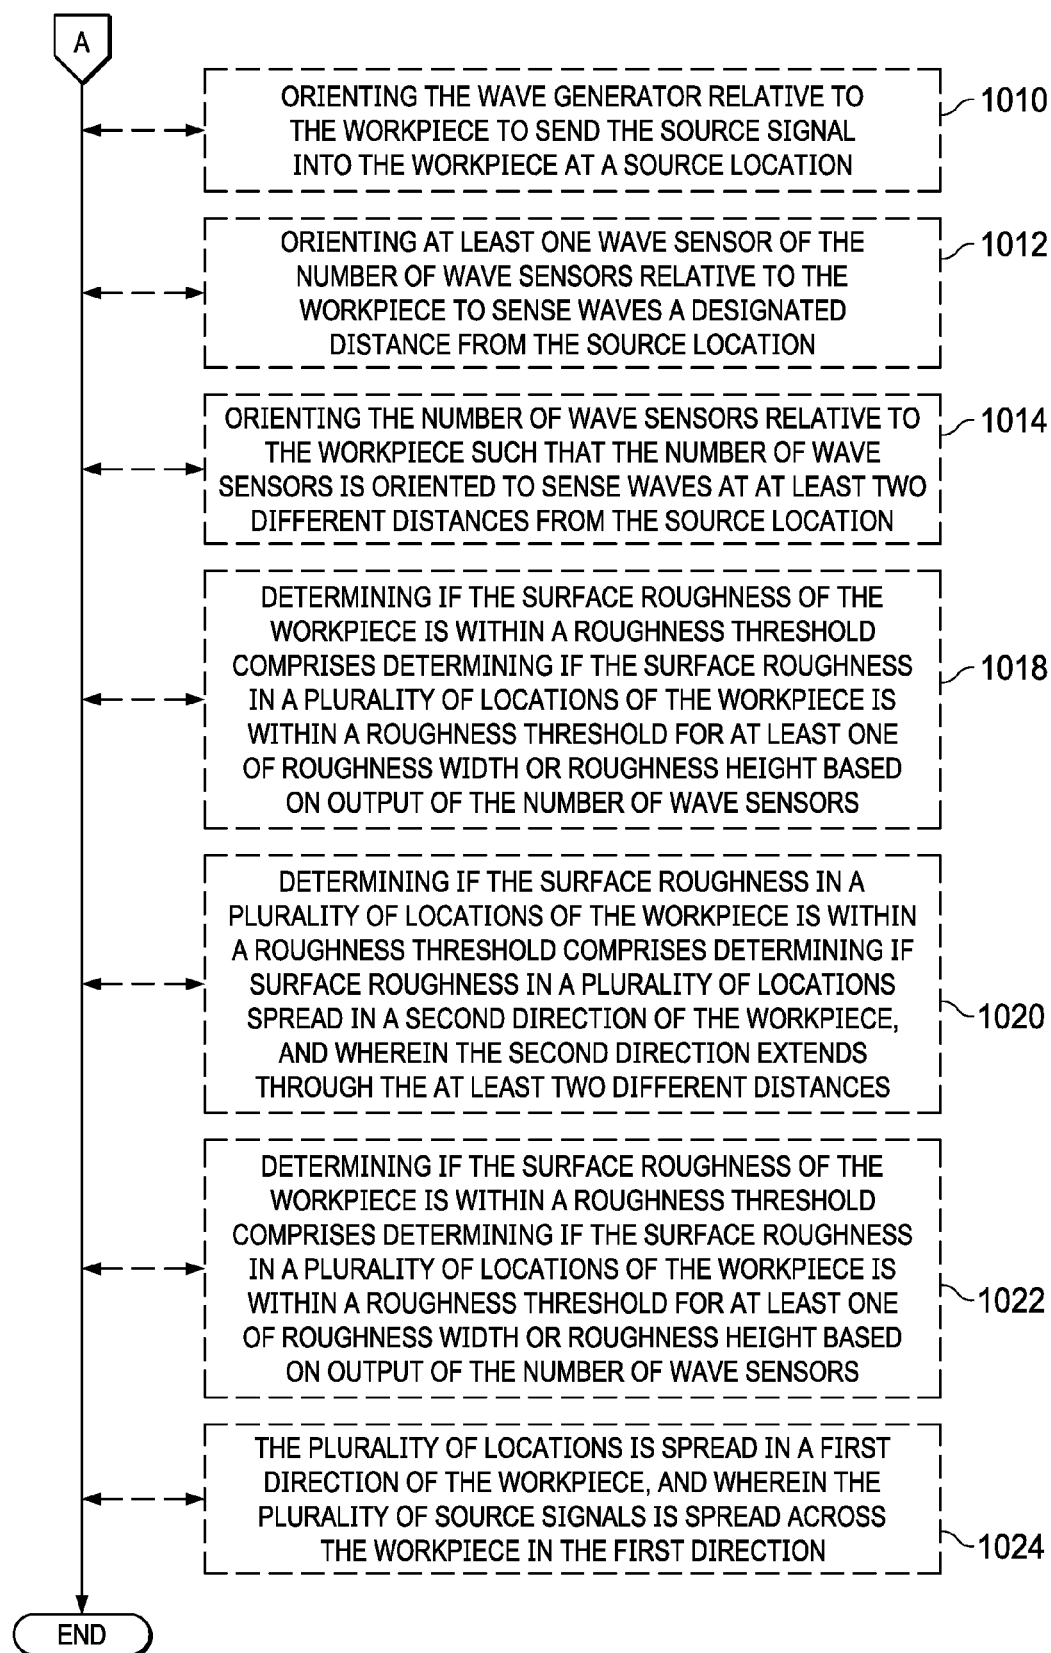 A
ORIENTING THE WAVE GENERATOR RELATIVE TO
THE WORKPIECE TO SEND THE SOURCE SIGNAL
INTO THE WORKPIECE AT A SOURCE LOCATION
1010
ORIENTING AT LEAST ONE WAVE SENSOR OF THE
NUMBER OF WAVE SENSORS RELATIVE TO THE
WORKPIECE TO SENSE WAVES A DESIGNATED
DISTANCE FROM THE SOURCE LOCATION
1012
ORIENTING THE NUMBER OF WAVE SENSORS RELATIVE TO
THE WORKPIECE SUCH THAT THE NUMBER OF WAVE
SENSORS IS ORIENTED TO SENSE WAVES AT AT LEAST TWO
DIFFERENT DISTANCES FROM THE SOURCE LOCATION
1014
DETERMINING IF THE SURFACE ROUGHNESS OF THE
WORKPIECE IS WITHIN A ROUGHNESS THRESHOLD
COMPRISES DETERMINING IF THE SURFACE ROUGHNESS
IN A PLURALITY OF LOCATIONS OF THE WORKPIECE IS
WITHIN A ROUGHNESS THRESHOLD FOR AT LEAST ONE
OF ROUGHNESS WIDTH OR ROUGHNESS HEIGHT BASED
ON OUTPUT OF THE NUMBER OF WAVE SENSORS
1018
DETERMINING IF THE SURFACE ROUGHNESS IN A
PLURALITY OF LOCATIONS OF THE WORKPIECE IS WITHIN
A ROUGHNESS THRESHOLD COMPRISES DETERMINING IF
SURFACE ROUGHNESS IN A PLURALITY OF LOCATIONS
SPREAD IN A SECOND DIRECTION OF THE WORKPIECE,
AND WHEREIN THE SECOND DIRECTION EXTENDS
THROUGH THE AT LEAST TWO DIFFERENT DISTANCES
1020
DETERMINING IF THE SURFACE ROUGHNESS OF THE
WORKPIECE IS WITHIN A ROUGHNESS THRESHOLD
COMPRISES DETERMINING IF THE SURFACE ROUGHNESS
IN A PLURALITY OF LOCATIONS OF THE WORKPIECE IS
WITHIN A ROUGHNESS THRESHOLD FOR AT LEAST ONE
OF ROUGHNESS WIDTH OR ROUGHNESS HEIGHT BASED
ON OUTPUT OF THE NUMBER OF WAVE SENSORS
1022
THE PLURALITY OF LOCATIONS IS SPREAD IN A FIRST
DIRECTION OF THE WORKPIECE, AND WHEREIN THE
PLURALITY OF SOURCE SIGNALS IS SPREAD ACROSS
THE WORKPIECE IN THE FIRST DIRECTION
1024
END